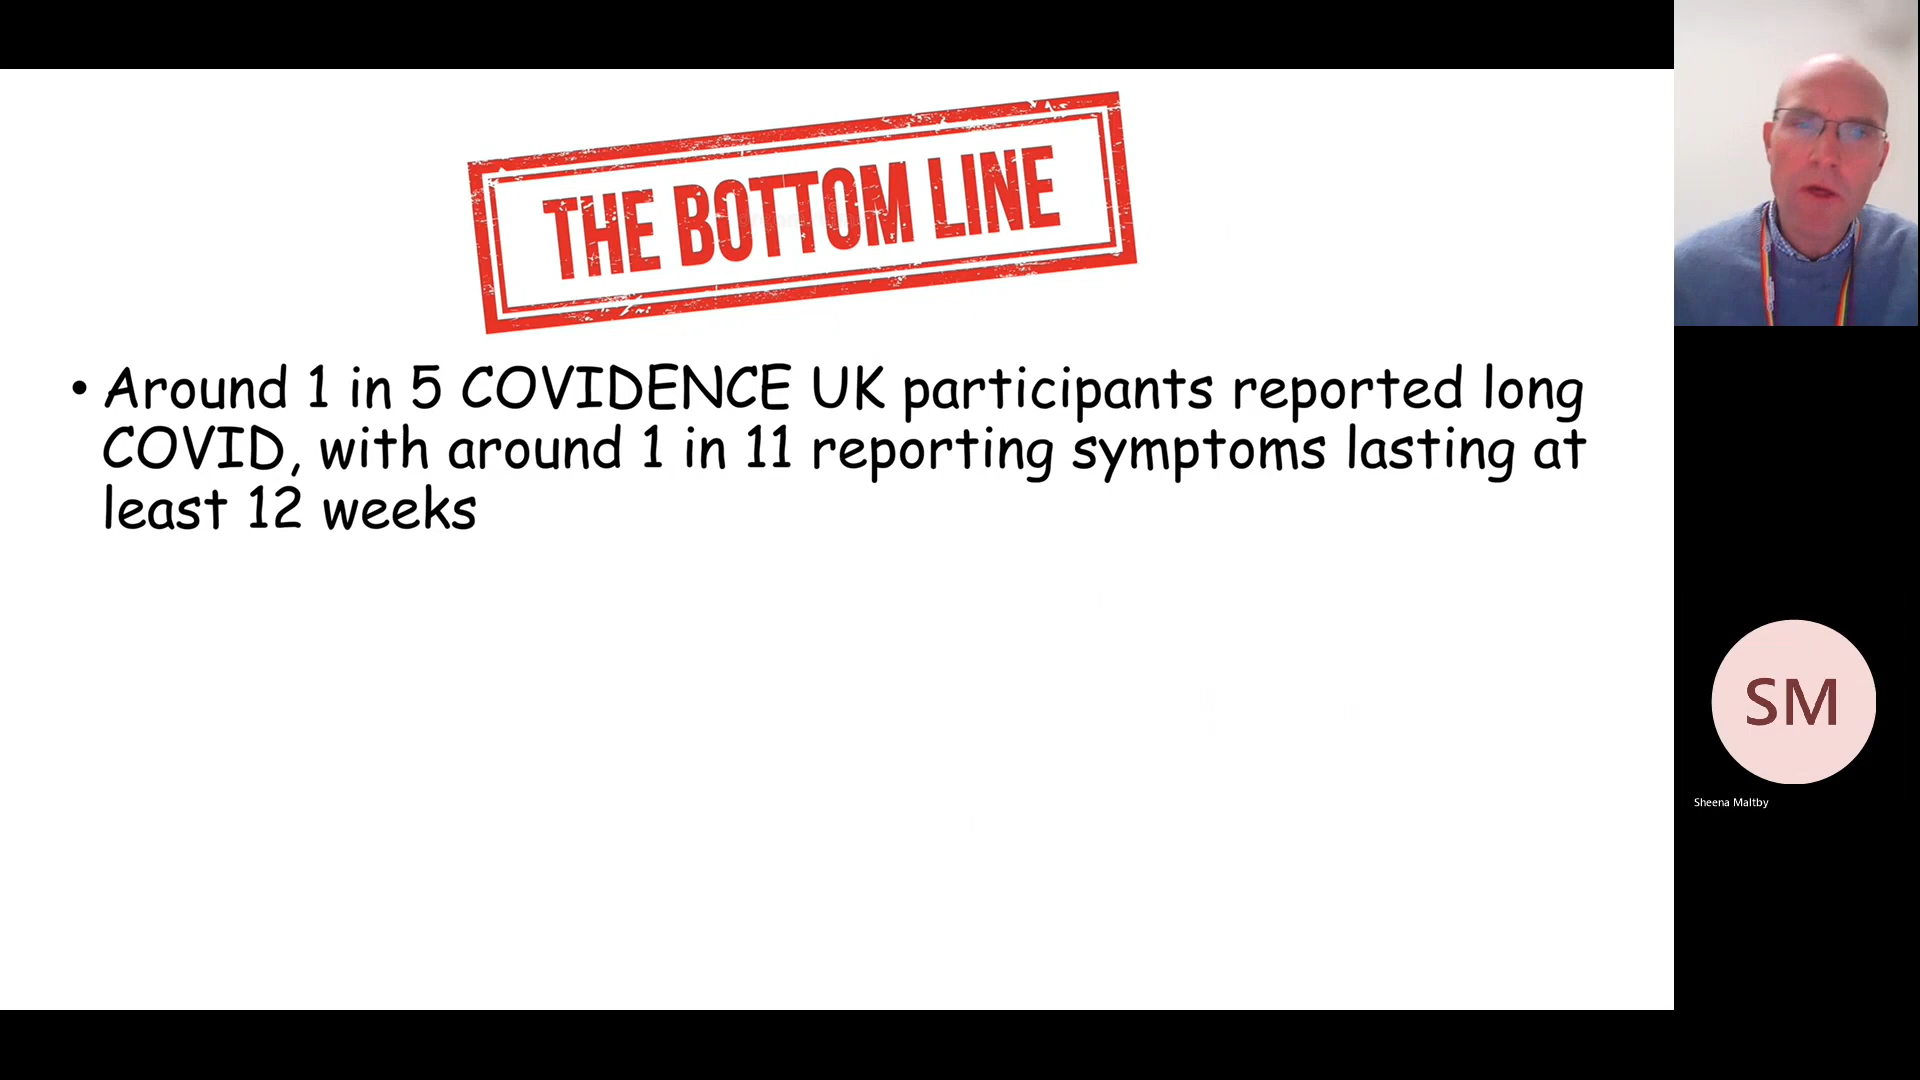 THE BOTTOM LINE
• Around 1 in 5 COVIDENCE UK participants reported long
COVID, with around 1 in 11 reporting symptoms lasting at
least 12 weeks
SM
Sheena Maltby